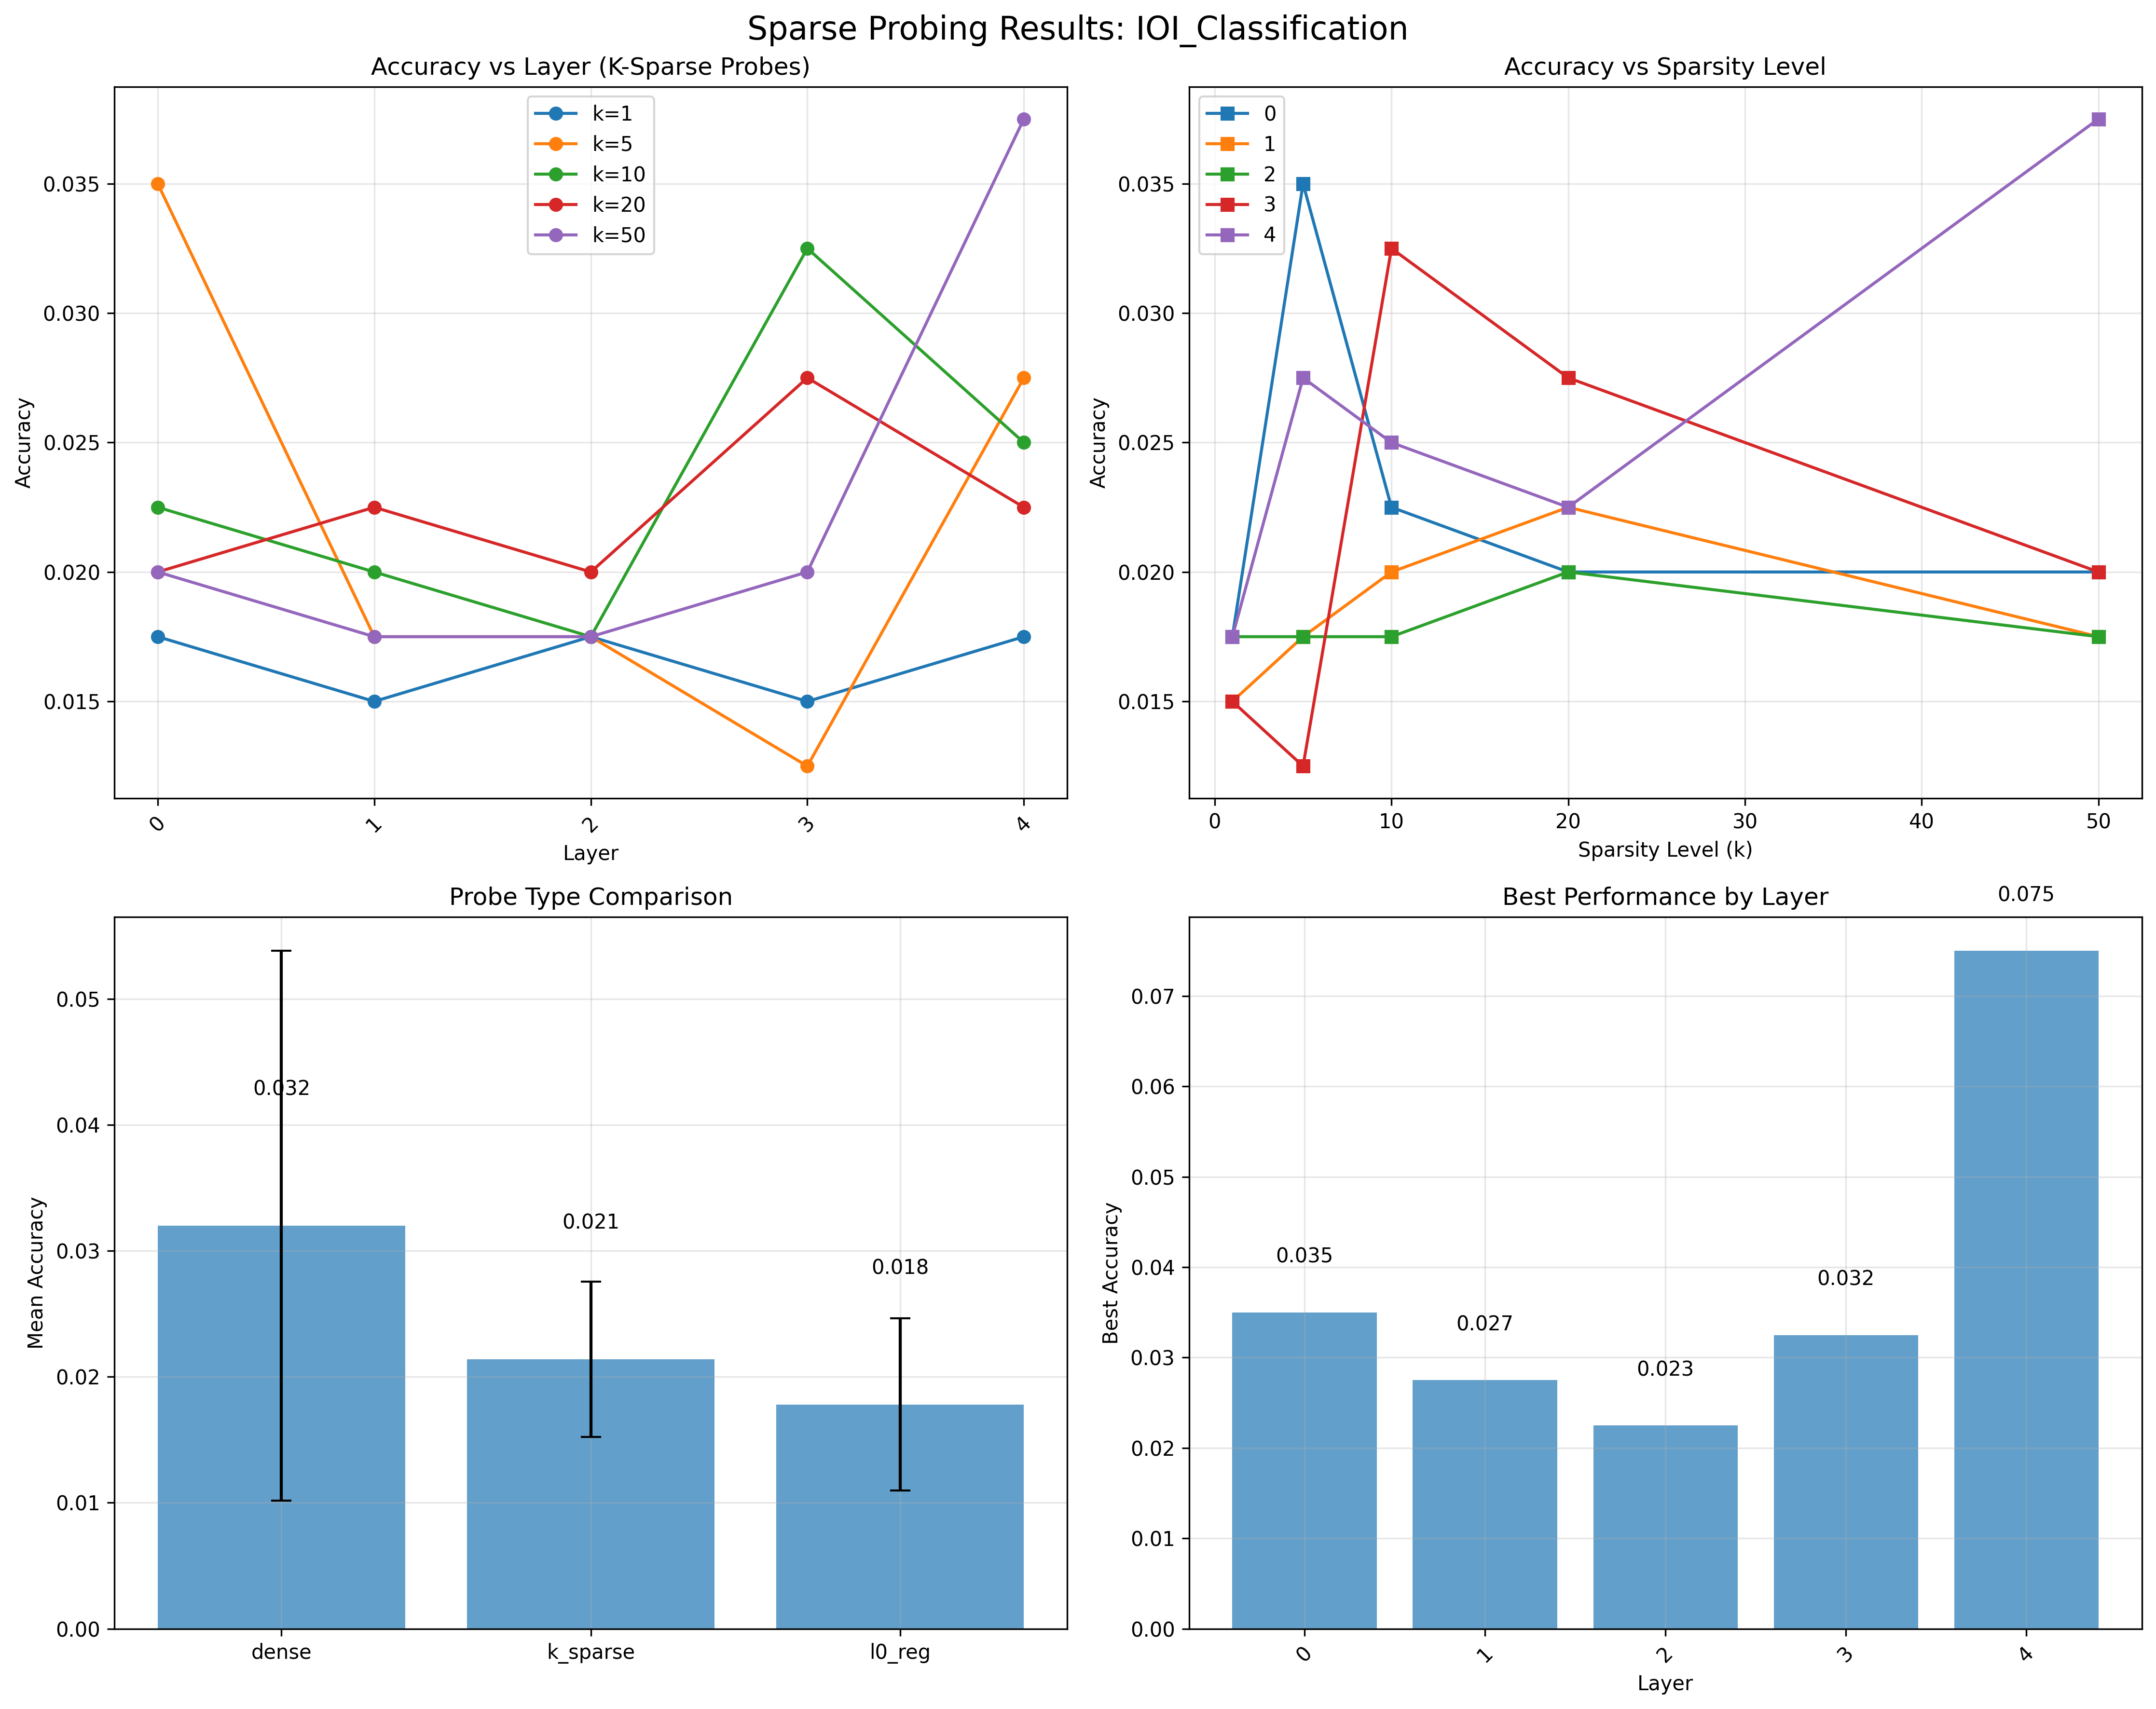 Sparse Probing Results: IOI_Classification
Accuracy vs Layer (K-Sparse Probes)
k=1
k=5
k=10
k=20
k=50
0.035
0.030
0.025
0.020
0.015
Accuracy
0
1
2
3
4
Layer
Accuracy vs Sparsity Level
0
1
2
3
4
0.035
0.030
0.025
0.020
0.015
Accuracy
0
10
20
30
40
50
Sparsity Level (k)
Probe Type Comparison
0.05
0.04
0.03
0.02
0.01
0.00
Mean Accuracy
0.032
0.021
0.018
dense
k_sparse
l0_reg
Best Performance by Layer
0.07
0.06
0.05
0.04
0.03
0.02
0.01
0.00
Best Accuracy
0.035
0.027
0.023
0.032
0.075
0
1
2
3
4
Layer